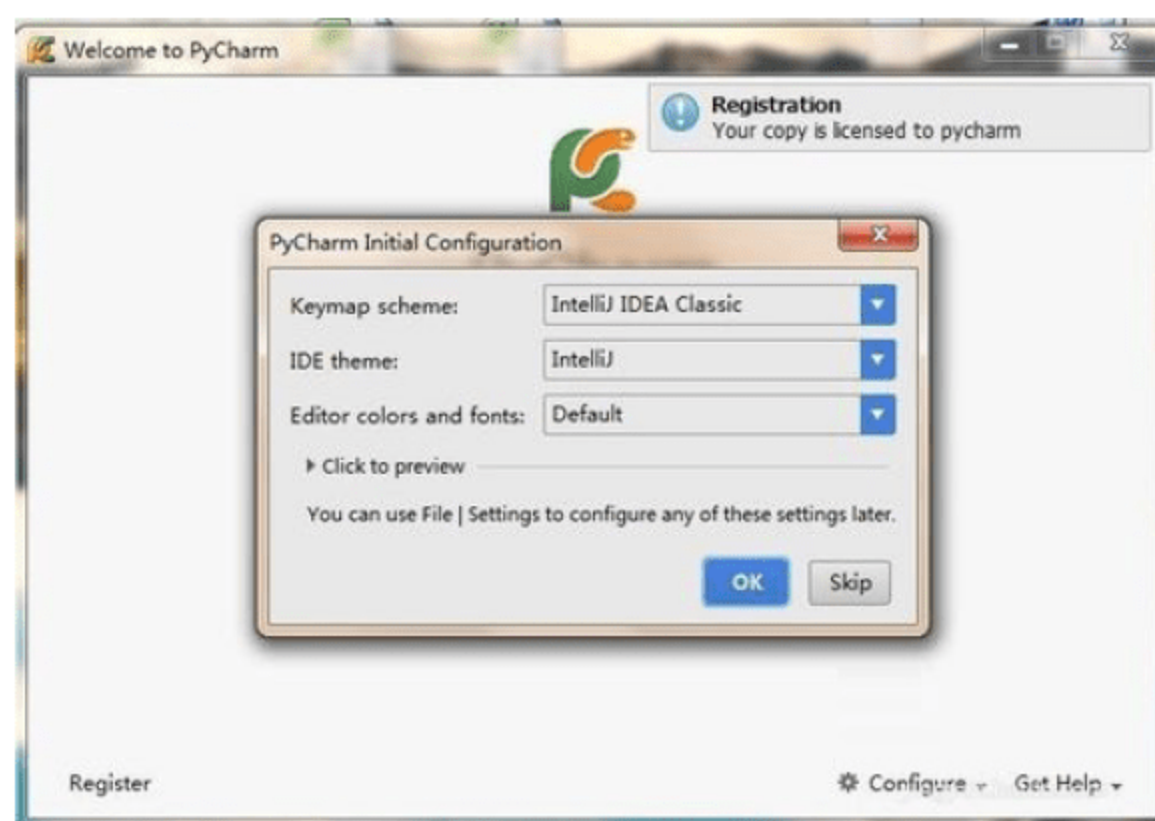 Welcome to PyCharm
Registration
Your copy is licensed to pycharm
PyCharm Initial Configuration
Keymap scheme: IntelliJ IDEA Classic
IDE theme: IntelliJ
Editor colors and fonts: Default
Click to preview
You can use File | Settings to configure any of these settings later.
OK Skip
Register Configure Get Help